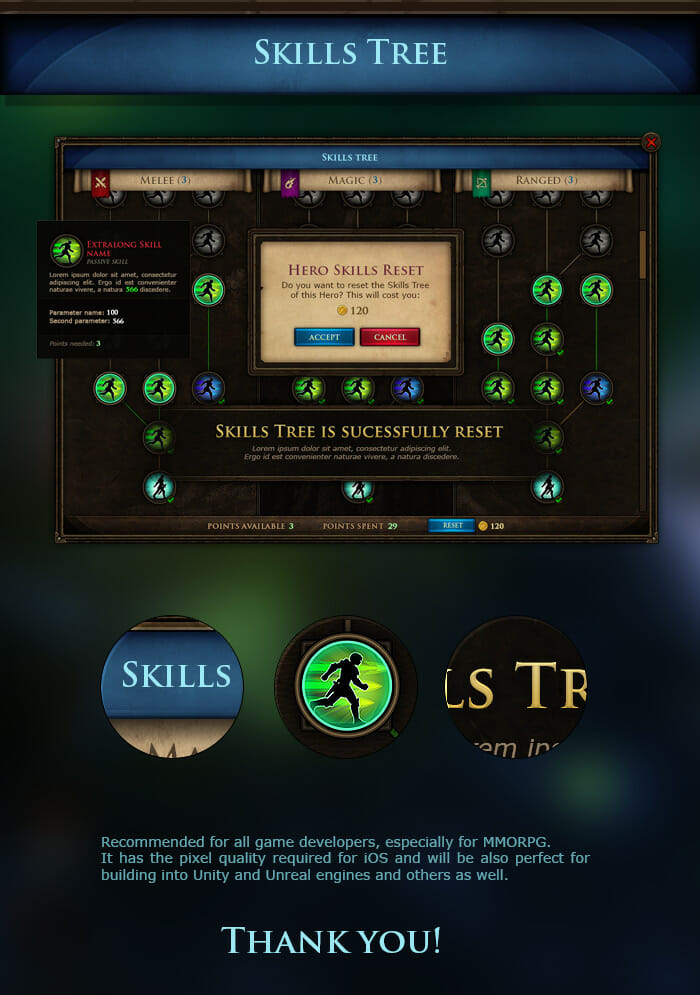 Skills Tree
Skills tree
Melee (3)
Magic (3)
Ranged (3)
Extralong Skill
name
Passive skill
Lorem ipsum dolor sit amet, consectetur
adipiscing elit. Ergo id est convenienter
naturae vivere, a natura 566 discedere.
Parameter name: 100
Second parameter: 566
Points needed: 3
Hero Skills Reset
Do you want to reset the Skills Tree
of this Hero? This will cost you:
120
ACCEPT
CANCEL
Skills Tree is sucessfully reset
Lorem ipsum dolor sit amet, consectetur adipiscing elit.
Ergo id est convenienter naturae vivere, a natura discedere.
Points available 3
Points spent 29
RESET
120
Skills
Ma
ls Tr
rem ip
Recommended for all game developers, especially for MMORPG.
It has the pixel quality required for iOS and will be also perfect for
building into Unity and Unreal engines and others as well.
Thank you!